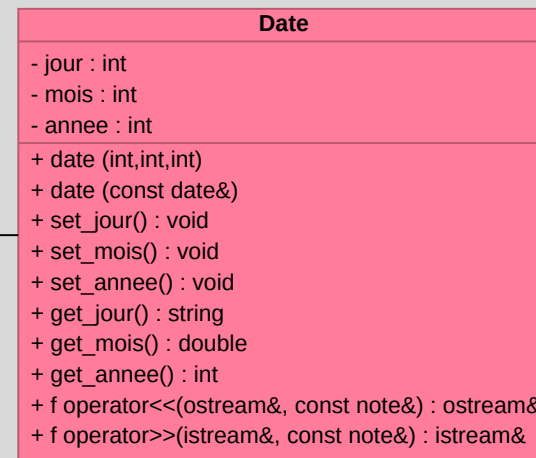 Date
- jour : int
- mois : int
- annee : int
+ date (int,int,int)
+ date (const date&)
+ set_jour() : void
+ set_mois() : void
+ set_annee() : void
+ get_jour() : string
+ get_mois() : double
+ get_annee() : int
+ f operator<<(ostream&, const note&) : ostream&
+ f operator>>(istream&, const note&) : istream&